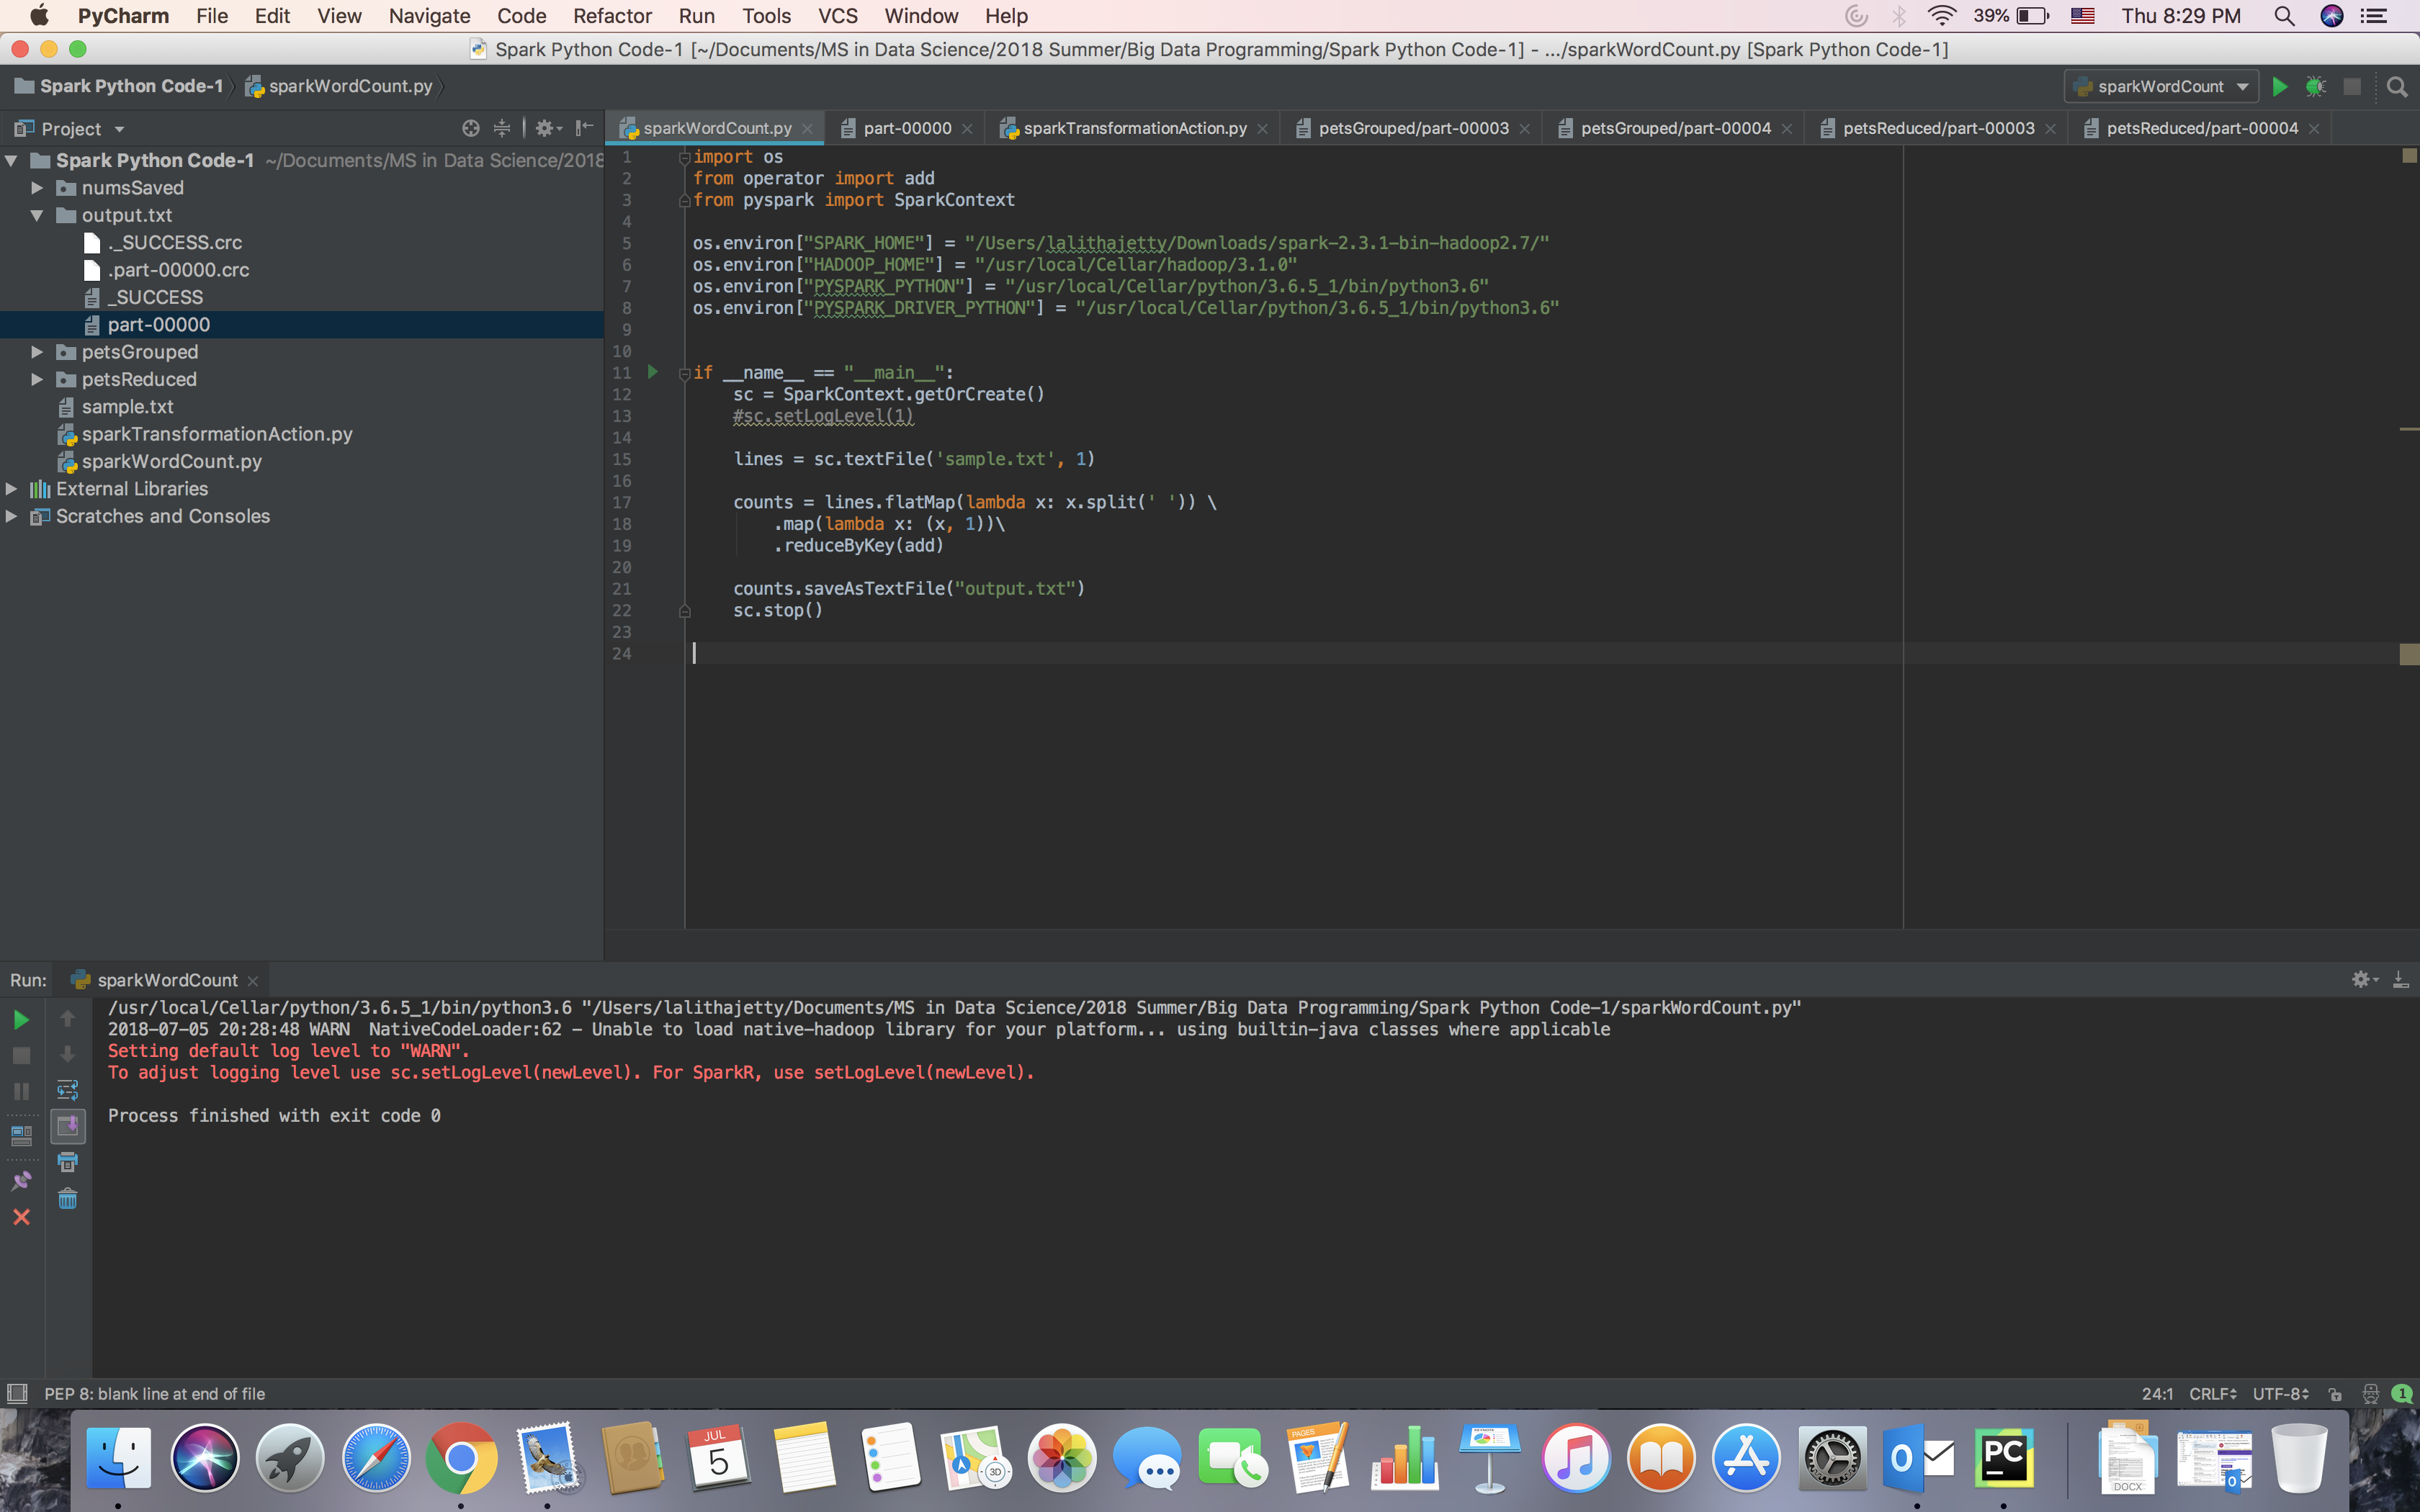 PyCharm File Edit View Navigate Code Refactor Run Tools VCS Window Help 39% Thu 8:29 PM
Spark Python Code-1 [~/Documents/MS in Data Science/2018 Summer/Big Data Programming/Spark Python Code-1] - .../sparkWordCount.py [Spark Python Code-1]
Spark Python Code-1 sparkWordCount.py sparkWordCount
Project
sparkWordCount.py part-00000 sparkTransformationAction.py petsGrouped/part-00003 petsGrouped/part-00004 petsReduced/part-00003 petsReduced/part-00004
Spark Python Code-1 ~/Documents/MS in Data Science/2018
numsSaved
output.txt
._SUCCESS.crc
.part-00000.crc
_SUCCESS
part-00000
petsGrouped
petsReduced
sample.txt
sparkTransformationAction.py
sparkWordCount.py
External Libraries
Scratches and Consoles
1 import os
2 from operator import add
3 from pyspark import SparkContext
4
5 os.environ["SPARK_HOME"] = "/Users/lalithajetty/Downloads/spark-2.3.1-bin-hadoop2.7/"
6 os.environ["HADOOP_HOME"] = "/usr/local/Cellar/hadoop/3.1.0"
7 os.environ["PYSPARK_PYTHON"] = "/usr/local/Cellar/python/3.6.5_1/bin/python3.6"
8 os.environ["PYSPARK_DRIVER_PYTHON"] = "/usr/local/Cellar/python/3.6.5_1/bin/python3.6"
9
10
11 if __name__ == "__main__":
12 sc = SparkContext.getOrCreate()
13 #sc.setLogLevel(1)
14
15 lines = sc.textFile('sample.txt', 1)
16
17 counts = lines.flatMap(lambda x: x.split(' ')) \
18 .map(lambda x: (x, 1))\
19 .reduceByKey(add)
20
21 counts.saveAsTextFile("output.txt")
22 sc.stop()
23
24
Run: sparkWordCount
/usr/local/Cellar/python/3.6.5_1/bin/python3.6 "/Users/lalithajetty/Documents/MS in Data Science/2018 Summer/Big Data Programming/Spark Python Code-1/sparkWordCount.py"
2018-07-05 20:28:48 WARN  NativeCodeLoader:62 - Unable to load native-hadoop library for your platform... using builtin-java classes where applicable
Setting default log level to "WARN".
To adjust logging level use sc.setLogLevel(newLevel). For SparkR, use setLogLevel(newLevel).
Process finished with exit code 0
PEP 8: blank line at end of file 24:1 CRLF UTF-8 1
JUL
5
3D
PAGES
O
PC
DOCX